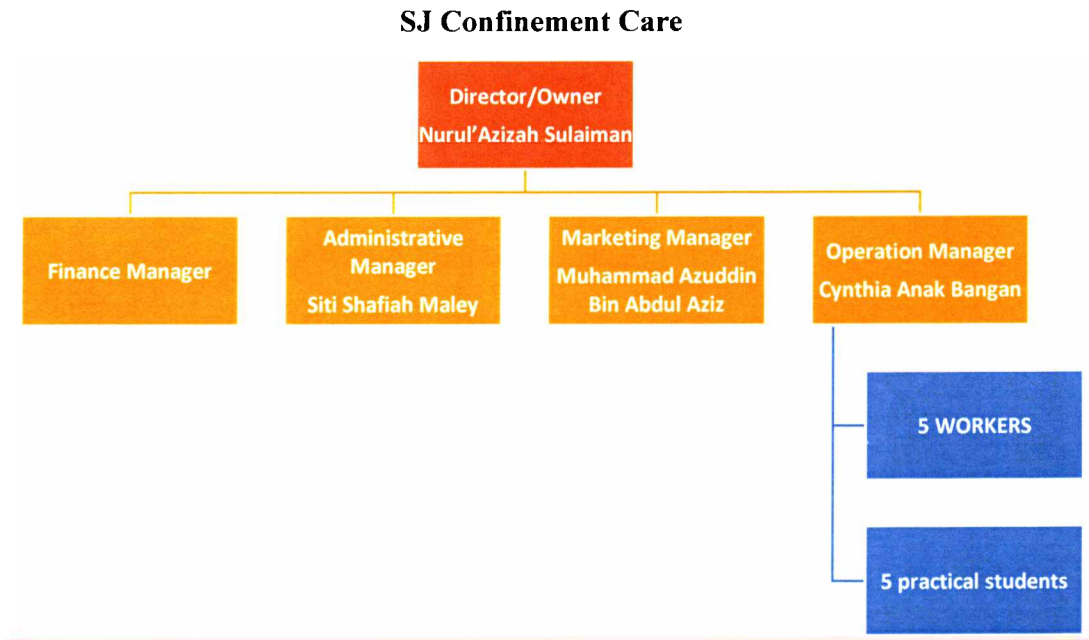 SJ Confinement Care
Director/Owner
Nurul'Azizah Sulaiman
Finance Manager
Administrative
Manager
Siti Shafiah Maley
Marketing Manager
Muhammad Azuddin
Bin Abdul Aziz
Operation Manager
Cynthia Anak Bangan
5 WORKERS
5 practical students